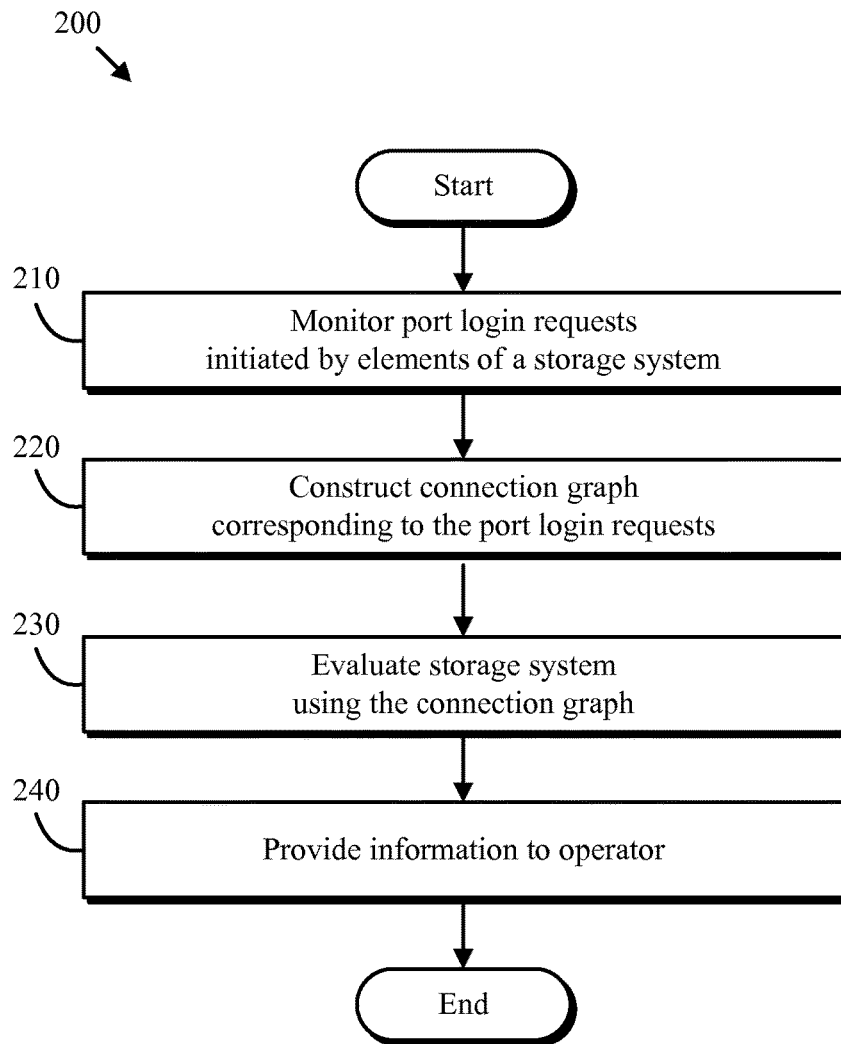 200
Start
210
Monitor port login requests
initiated by elements of a storage system
220
Construct connection graph
corresponding to the port login requests
230
Evaluate storage system
using the connection graph
240
Provide information to operator
End